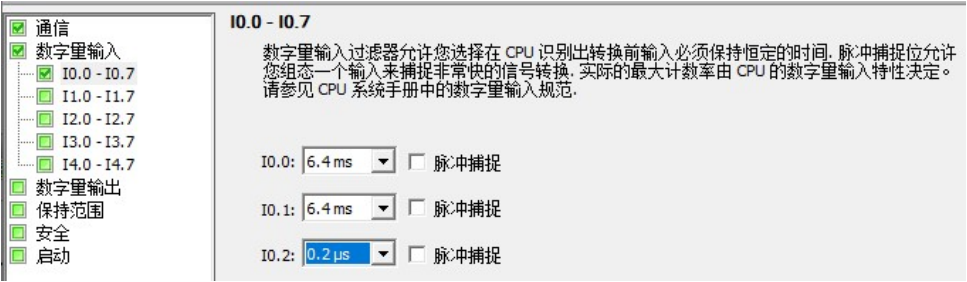 通信
数字量输入
I0.0 - I0.7
I1.0 - I1.7
I2.0 - I2.7
I3.0 - I3.7
I4.0 - I4.7
数字量输出
保持范围
安全
启动
I0.0 - I0.7
数字量输入过滤器允许您选择在 CPU 识别出转换前输入必须保持恒定的时间. 脉冲捕捉位允许
您组态一个输入来捕捉非常快的信号转换. 实际的最大计数率由 CPU 的数字量输入特性决定。
请参见 CPU 系统手册中的数字量输入规范.
I0.0: 6.4 ms 脉冲捕捉
I0.1: 6.4 ms 脉冲捕捉
I0.2: 0.2 µs 脉冲捕捉